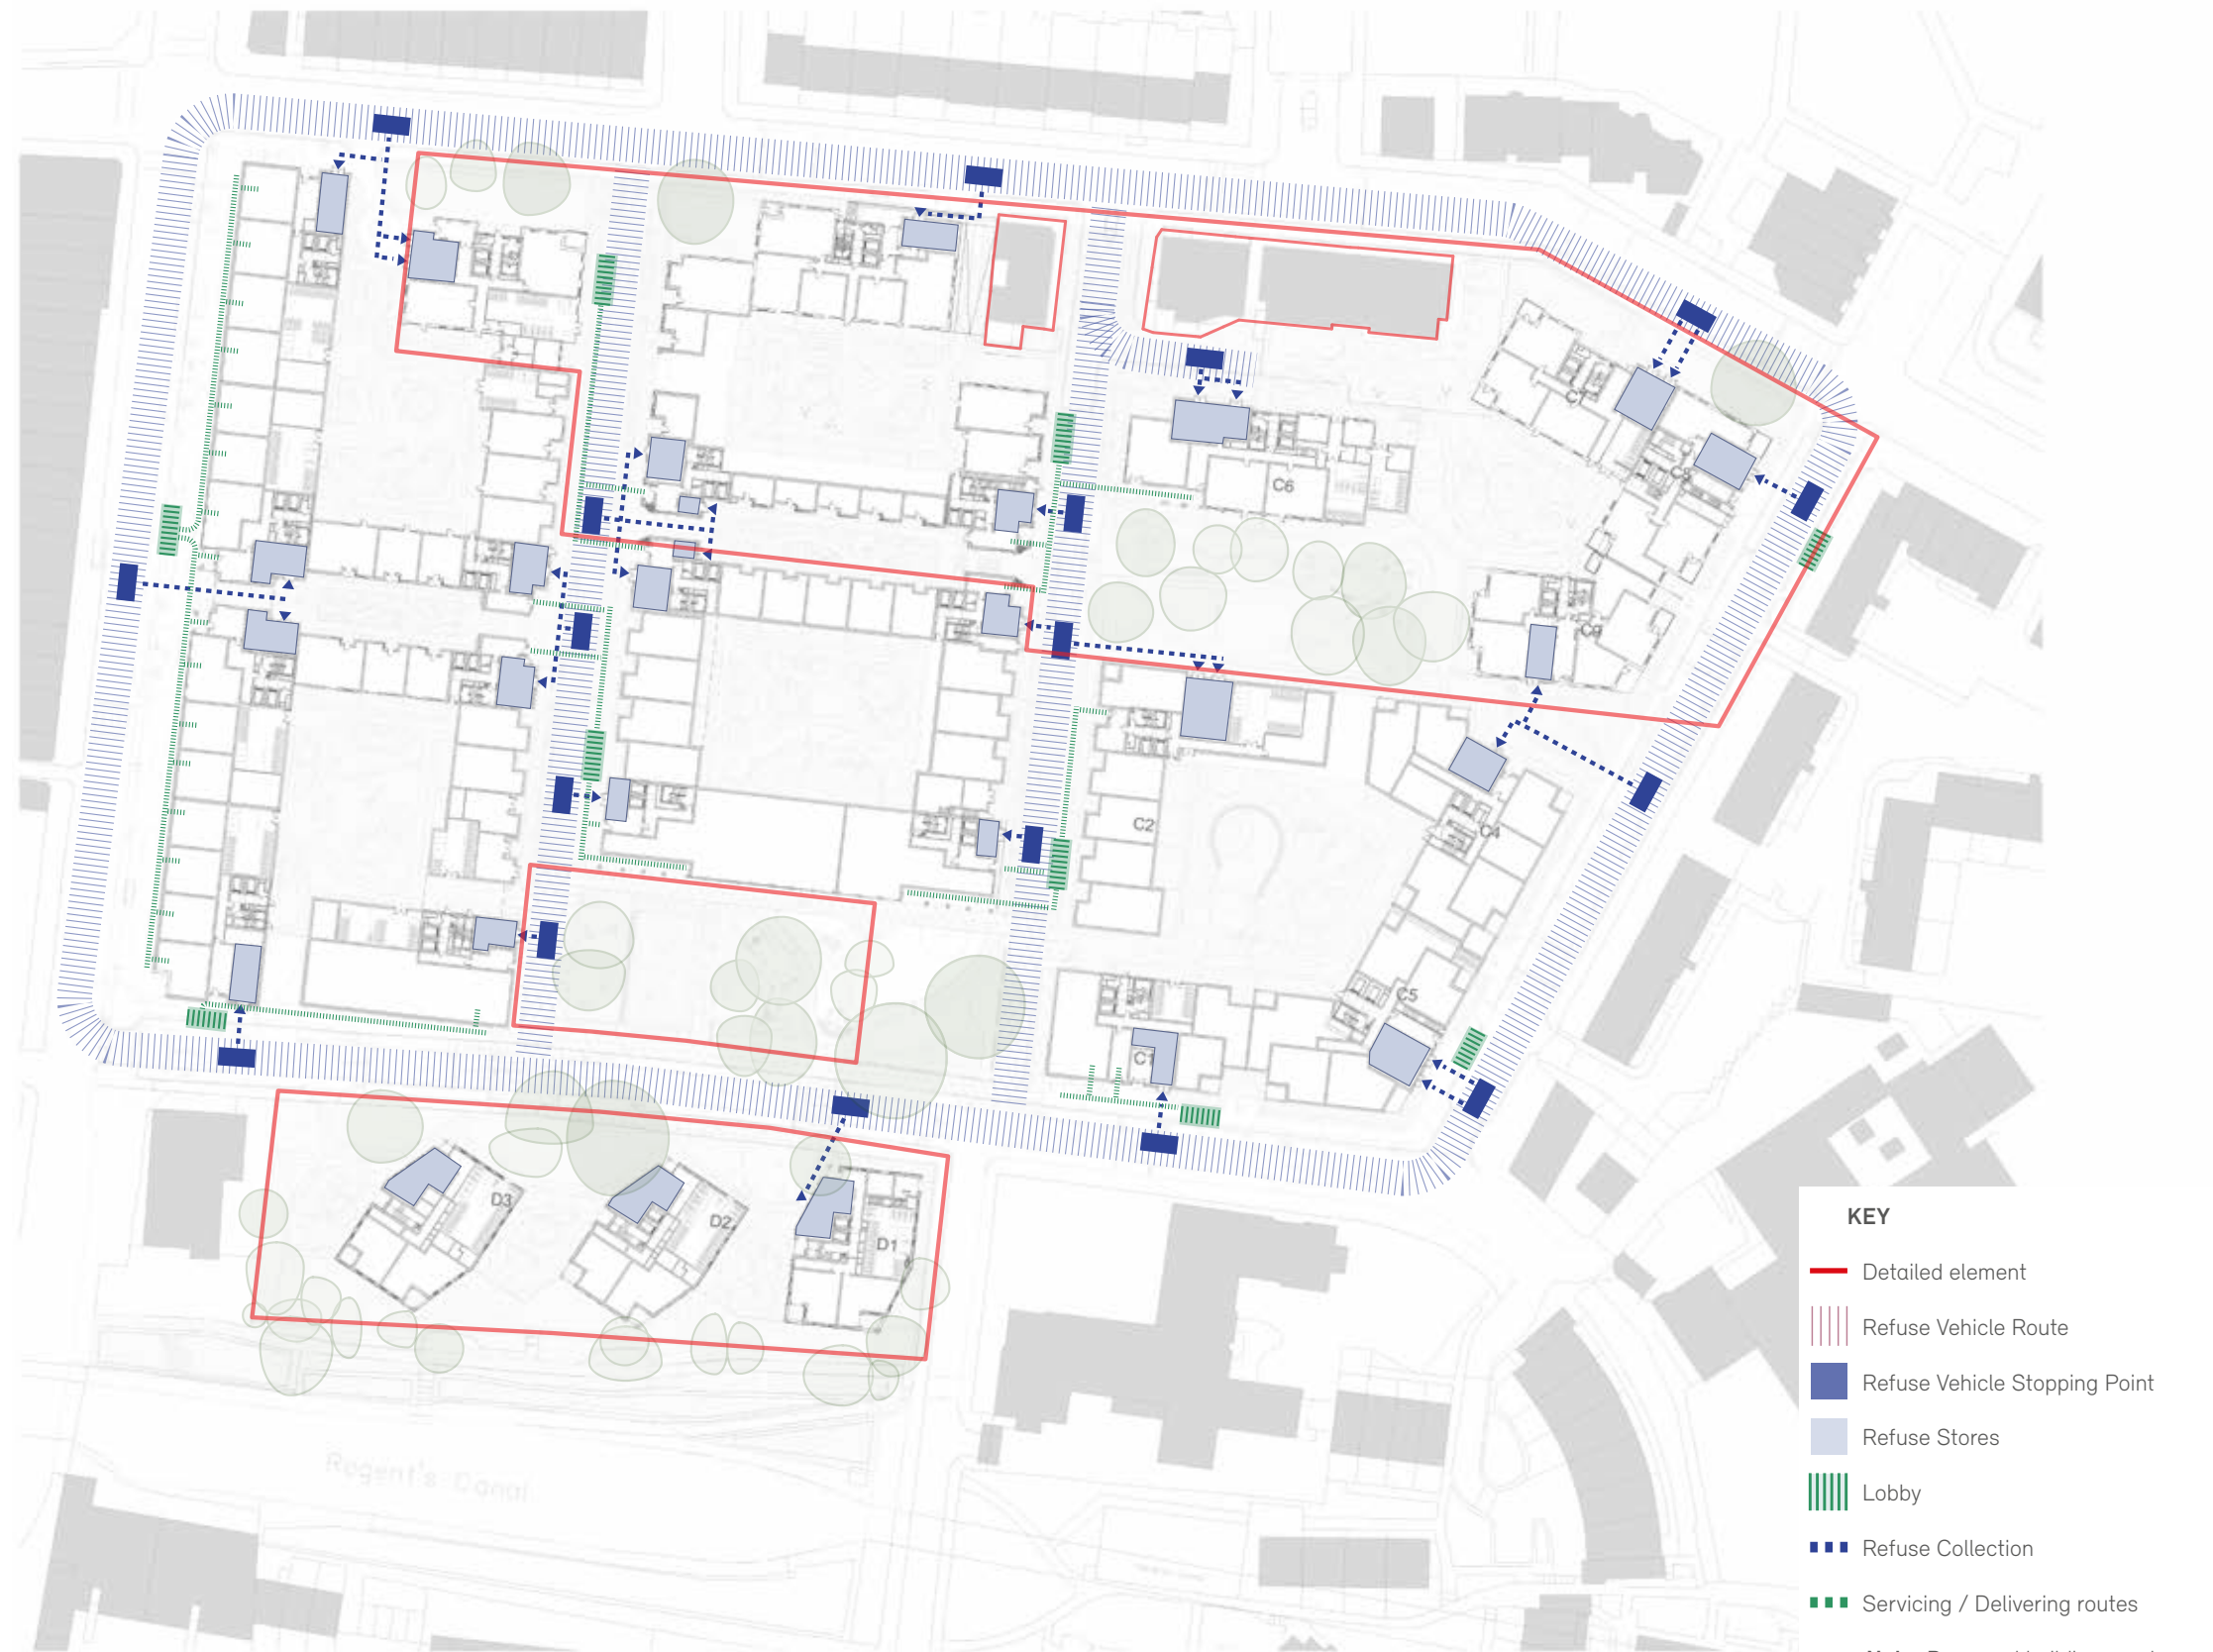 C7
C8
C6
C9
C2
C4
C5
C1
D3
D2
D1
Regent's Canal
KEY
Detailed element
Refuse Vehicle Route
Refuse Vehicle Stopping Point
Refuse Stores
Lobby
Refuse Collection
Servicing / Delivering routes